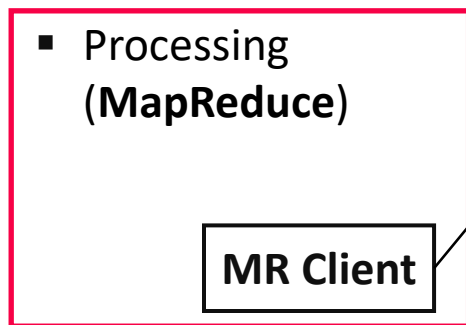 ▪ Processing
(MapReduce)
MR Client